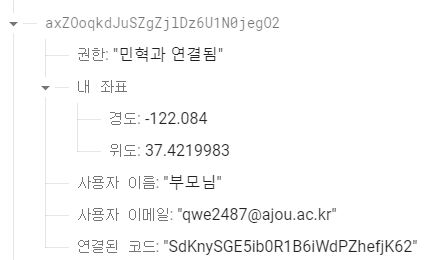 axZOoqkdJuSZgZjlDz6U1N0jegO2
권한: "민혁과 연결됨"
내 좌표
경도: -122.084
위도: 37.4219983
사용자 이름: "부모님"
사용자 이메일: "qwe2487@ajou.ac.kr"
연결된 코드: "SdKnySGE5ib0R1B6iWdPZhefjK62"